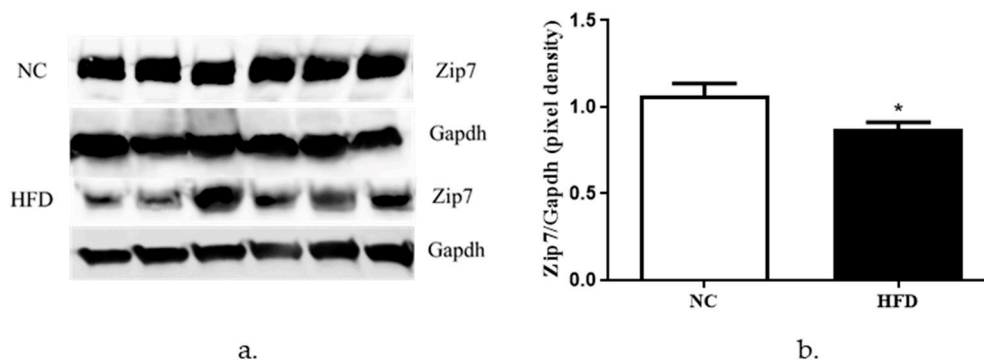 NC
Zip7
Gapdh
HFD
Zip7
Gapdh
a.
Zip7/Gapdh (pixel density)
1.5
1.0
0.5
0.0
*
NC
HFD
b.